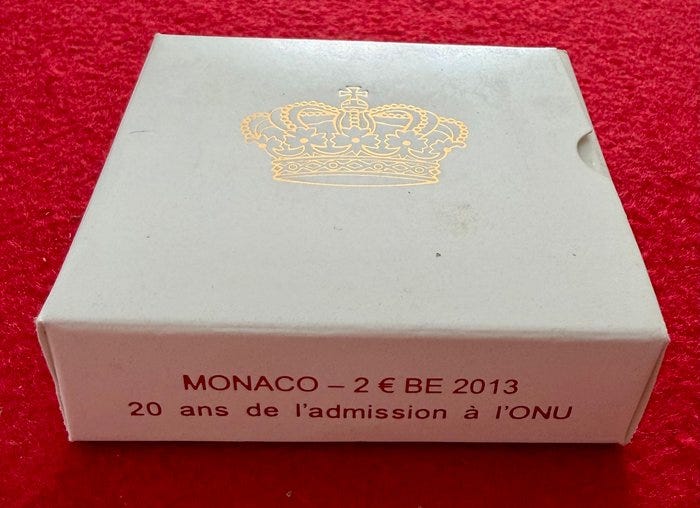 MONACO – 2 € BE 2013
20 ans de l'admission à l'ONU